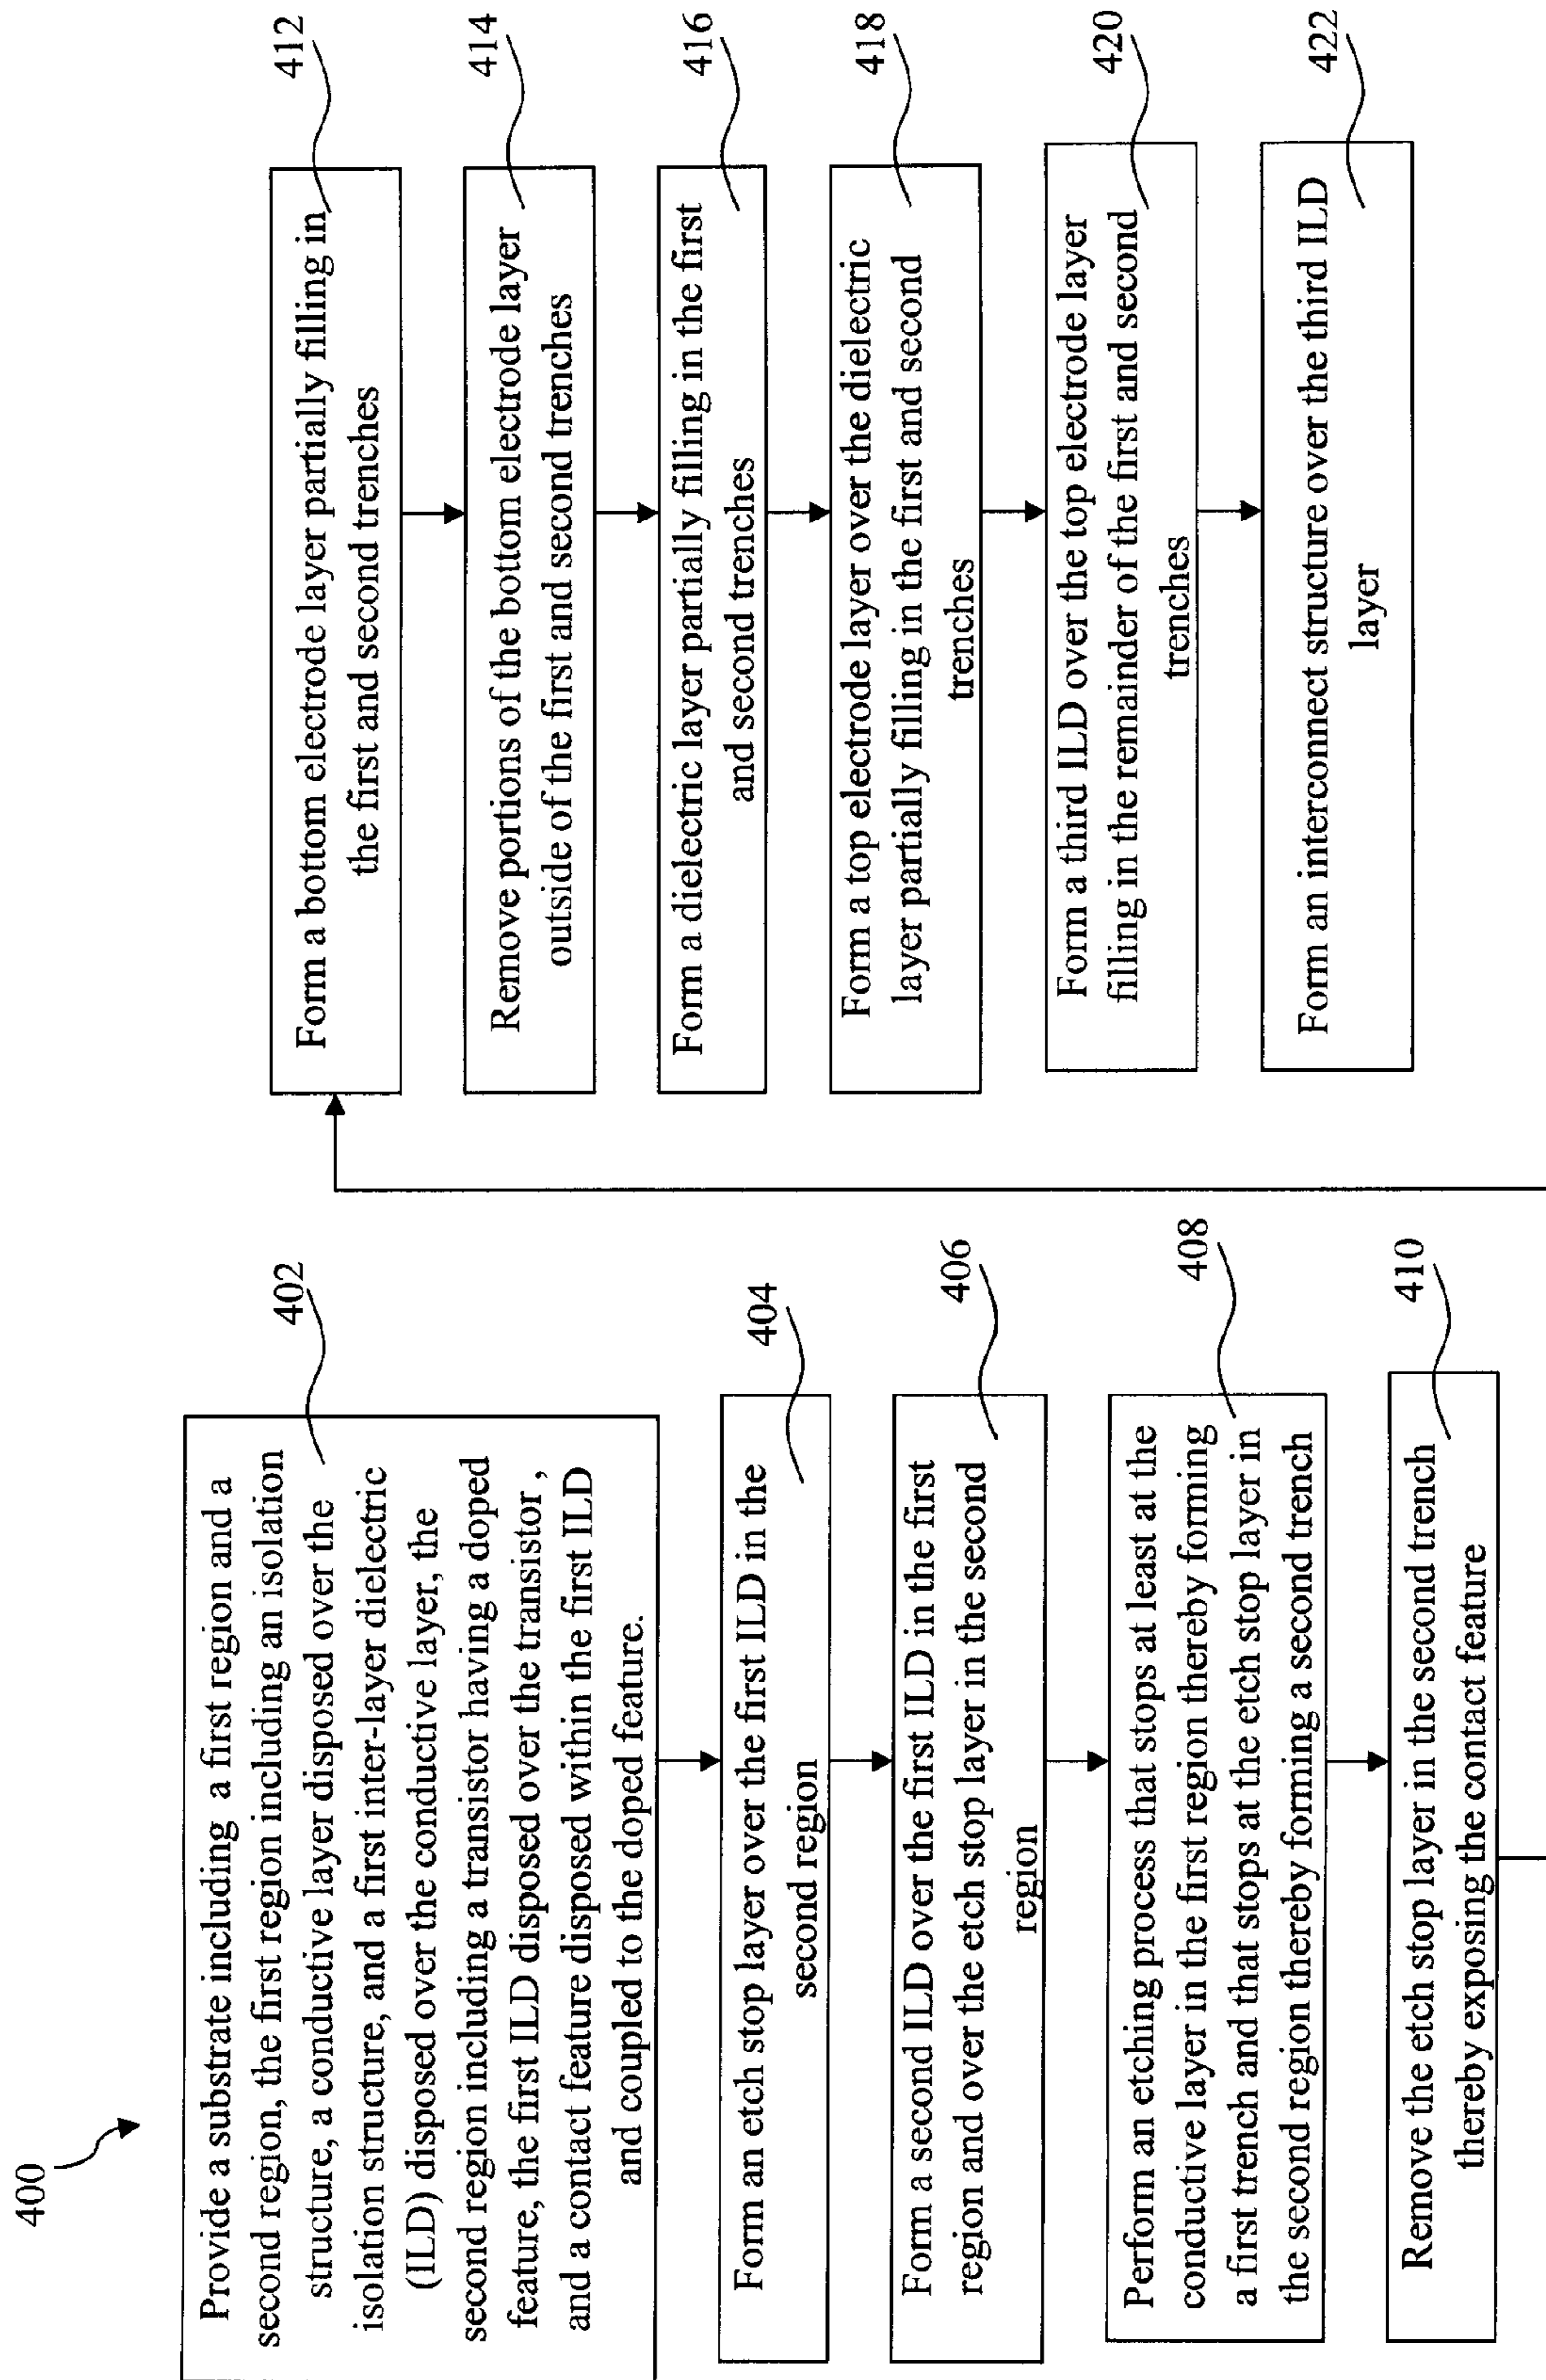 400
Provide a substrate including a first region and a
second region, the first region including an isolation
structure, a conductive layer disposed over the
isolation structure, and a first inter-layer dielectric
(ILD) disposed over the conductive layer, the
second region including a transistor having a doped
feature, the first ILD disposed over the transistor ,
and a contact feature disposed within the first ILD
and coupled to the doped feature.
402
Form an etch stop layer over the first ILD in the
second region
404
Form a second ILD over the first ILD in the first
region and over the etch stop layer in the second
region
406
Perform an etching process that stops at least at the
conductive layer in the first region thereby forming
a first trench and that stops at the etch stop layer in
the second region thereby forming a second trench
408
Remove the etch stop layer in the second trench
thereby exposing the contact feature
410
Form a bottom electrode layer partially filling in
the first and second trenches
412
Remove portions of the bottom electrode layer
outside of the first and second trenches
414
Form a dielectric layer partially filling in the first
and second trenches
416
Form a top electrode layer over the dielectric
layer partially filling in the first and second
trenches
418
Form a third ILD over the top electrode layer
filling in the remainder of the first and second
trenches
420
Form an interconnect structure over the third ILD
layer
422